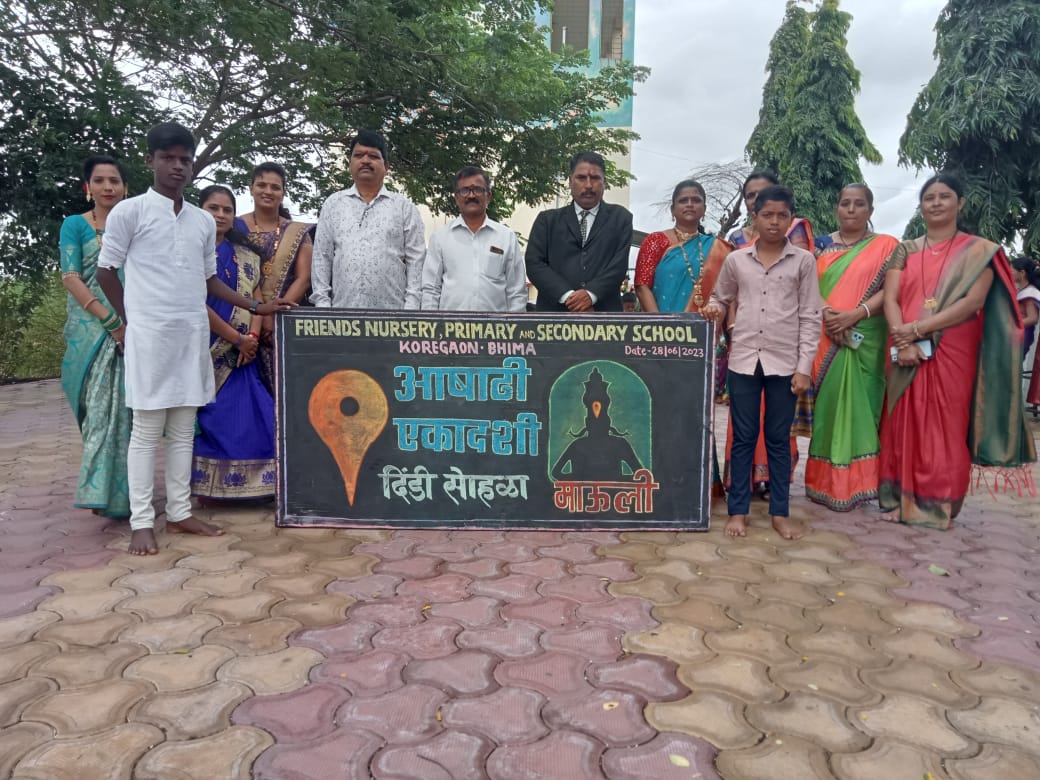 FRIENDS NURSERY, PRIMARY AND SECONDARY SCHOOL
KOREGAON - BHIMA
Date-28|06|2023
आषाढी
एकादशी
दिंडी सोहळा
माऊली